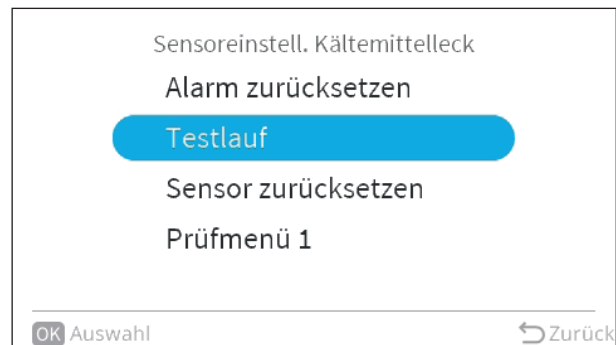 Sensoreinstell. Kältemittelleck
Alarm zurücksetzen
Testlauf
Sensor zurücksetzen
Prüfmenü 1
OK Auswahl
Zurück